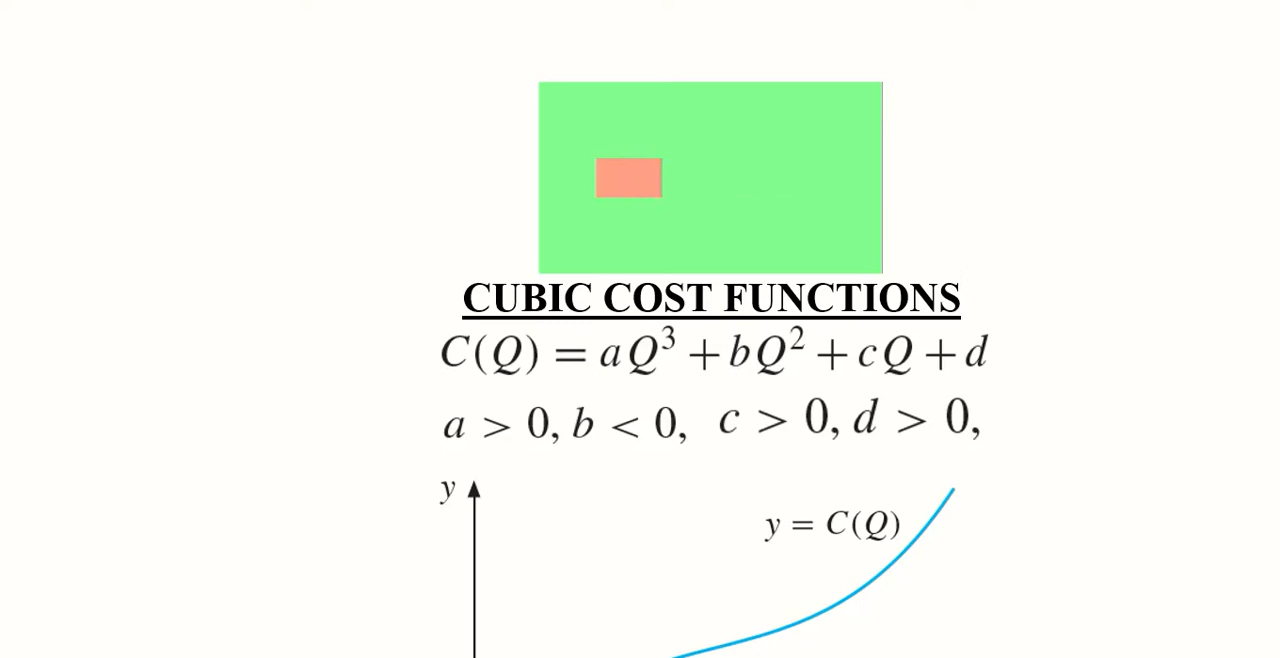 CUBIC COST FUNCTIONS
C(Q) = aQ³ + bQ² + cQ + d
a > 0, b < 0, c > 0, d > 0,
y
y = C(Q)